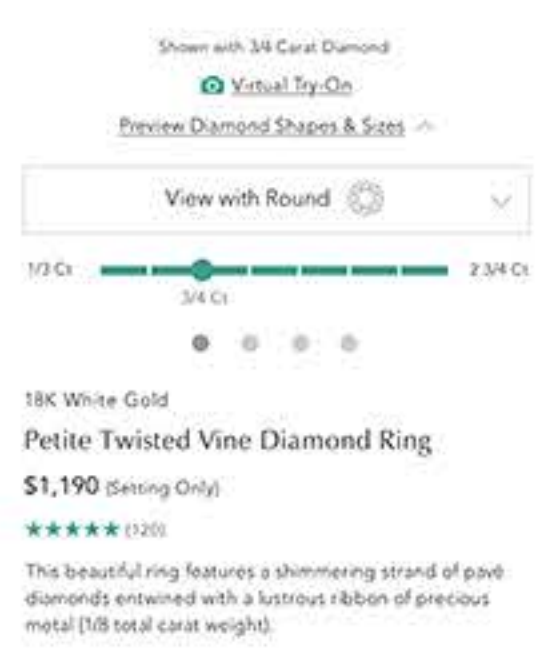 Shown with 3/4 Carat Diamond
Virtual Try-On
Preview Diamond Shapes & Sizes
View with Round
1/3 Ct
2 3/4 Ct
3/4 Ct
18K White Gold
Petite Twisted Vine Diamond Ring
$1,190 (Setting Only)
(120)
This beautiful ring features a shimmering strand of pavé
diamonds entwined with a lustrous ribbon of precious
metal (1/8 total carat weight).